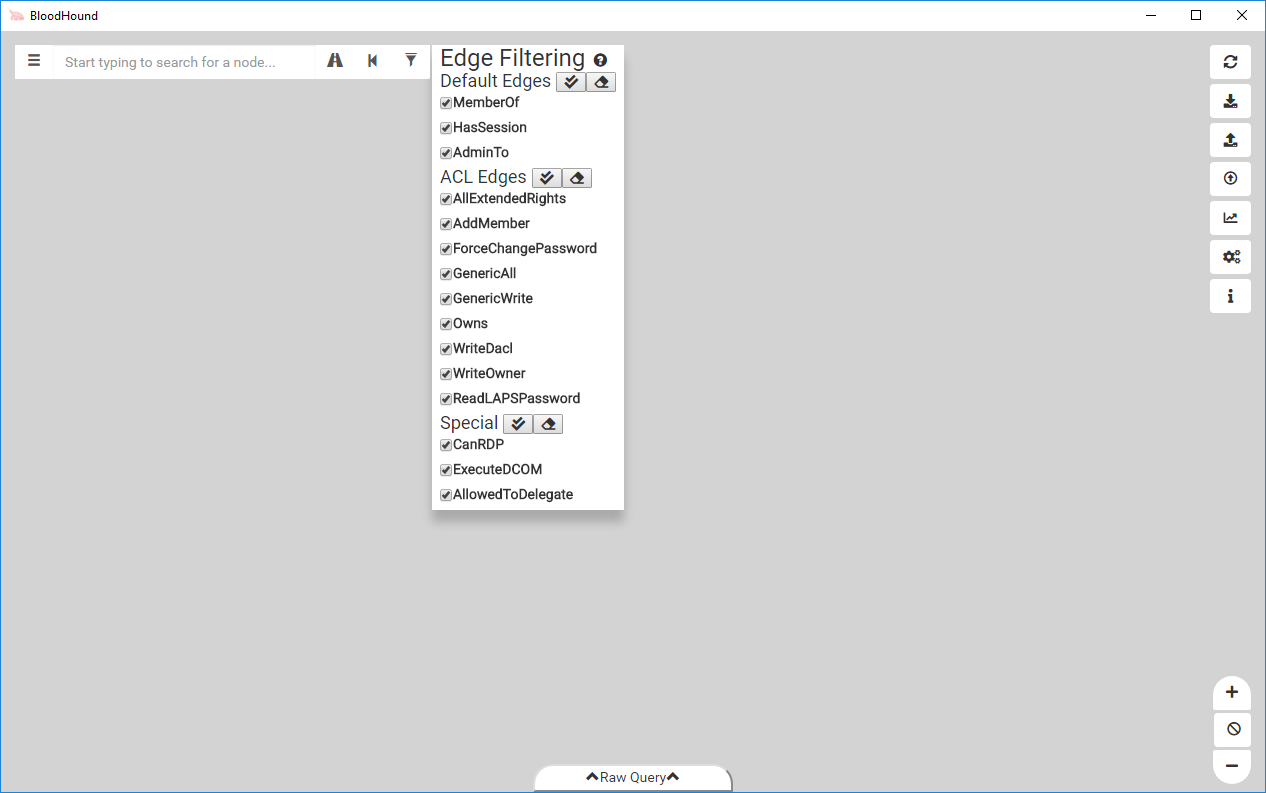 BloodHound
Start typing to search for a node...
Edge Filtering
Default Edges
MemberOf
HasSession
AdminTo
ACL Edges
AllExtendedRights
AddMember
ForceChangePassword
GenericAll
GenericWrite
Owns
WriteDacl
WriteOwner
ReadLAPSPassword
Special
CanRDP
ExecuteDCOM
AllowedToDelegate
Raw Query